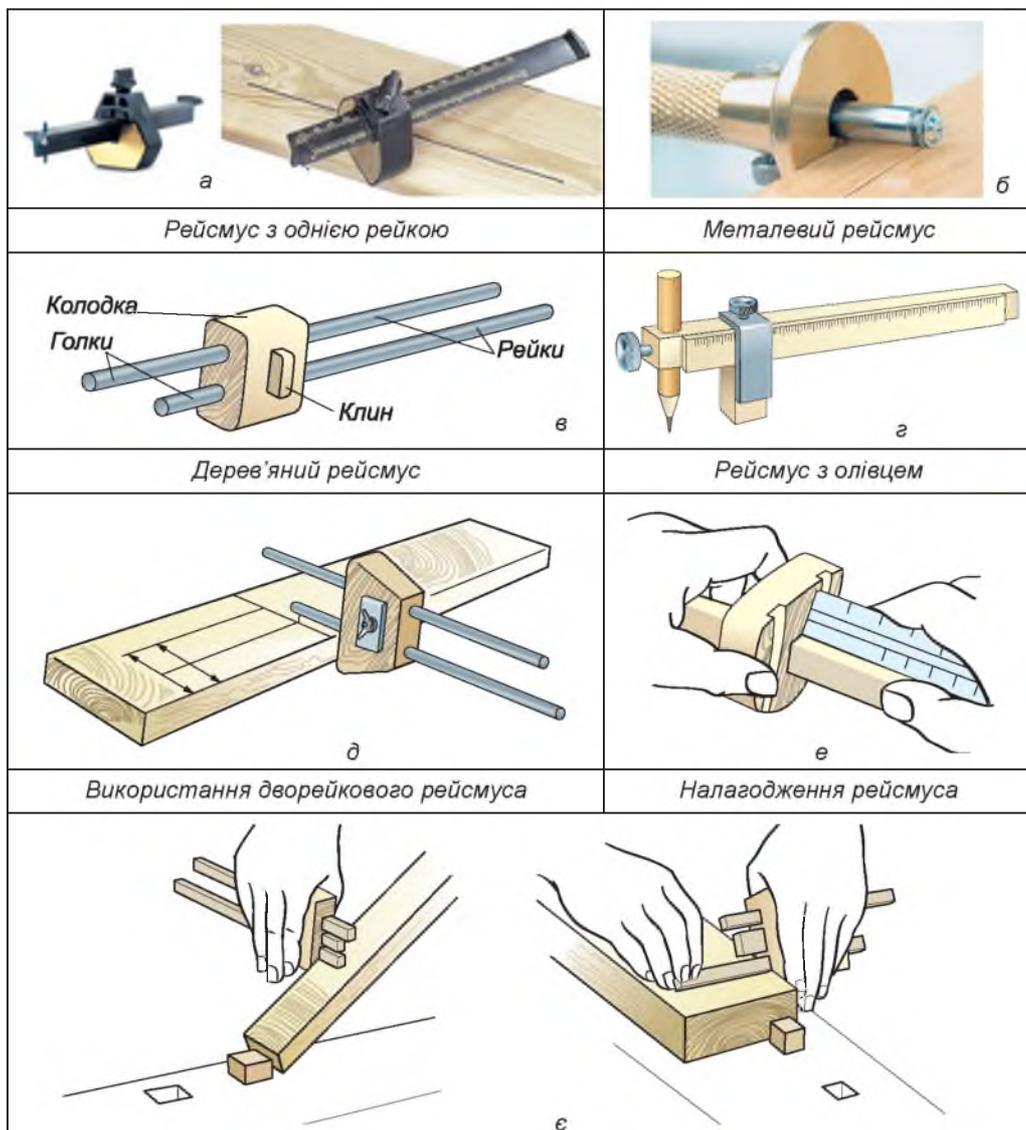 а
б
Рейсмус з однією рейкою
Металевий рейсмус
Колодка
Голки
Рейки
Клин
в
г
Дерев’яний рейсмус
Рейсмус з олівцем
д
е
Використання дворейкового рейсмуса
Налагодження рейсмуса
є